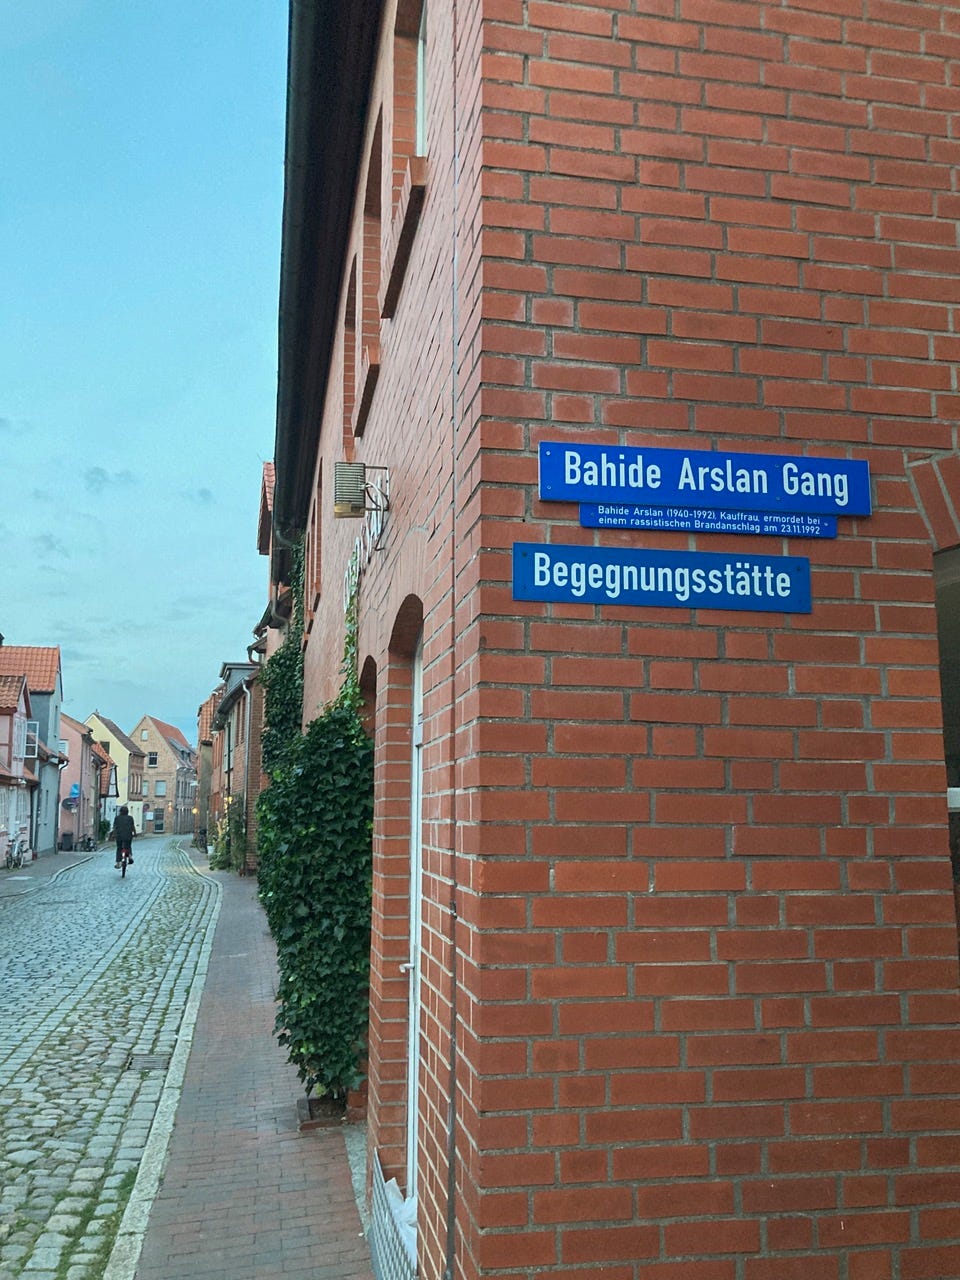 Bahide Arslan Gang
Bahide Arslan (1940-1992), Kauffrau, ermordet bei
einem rassistischen Brandanschlag am 23.11.1992
Begegnungsstätte